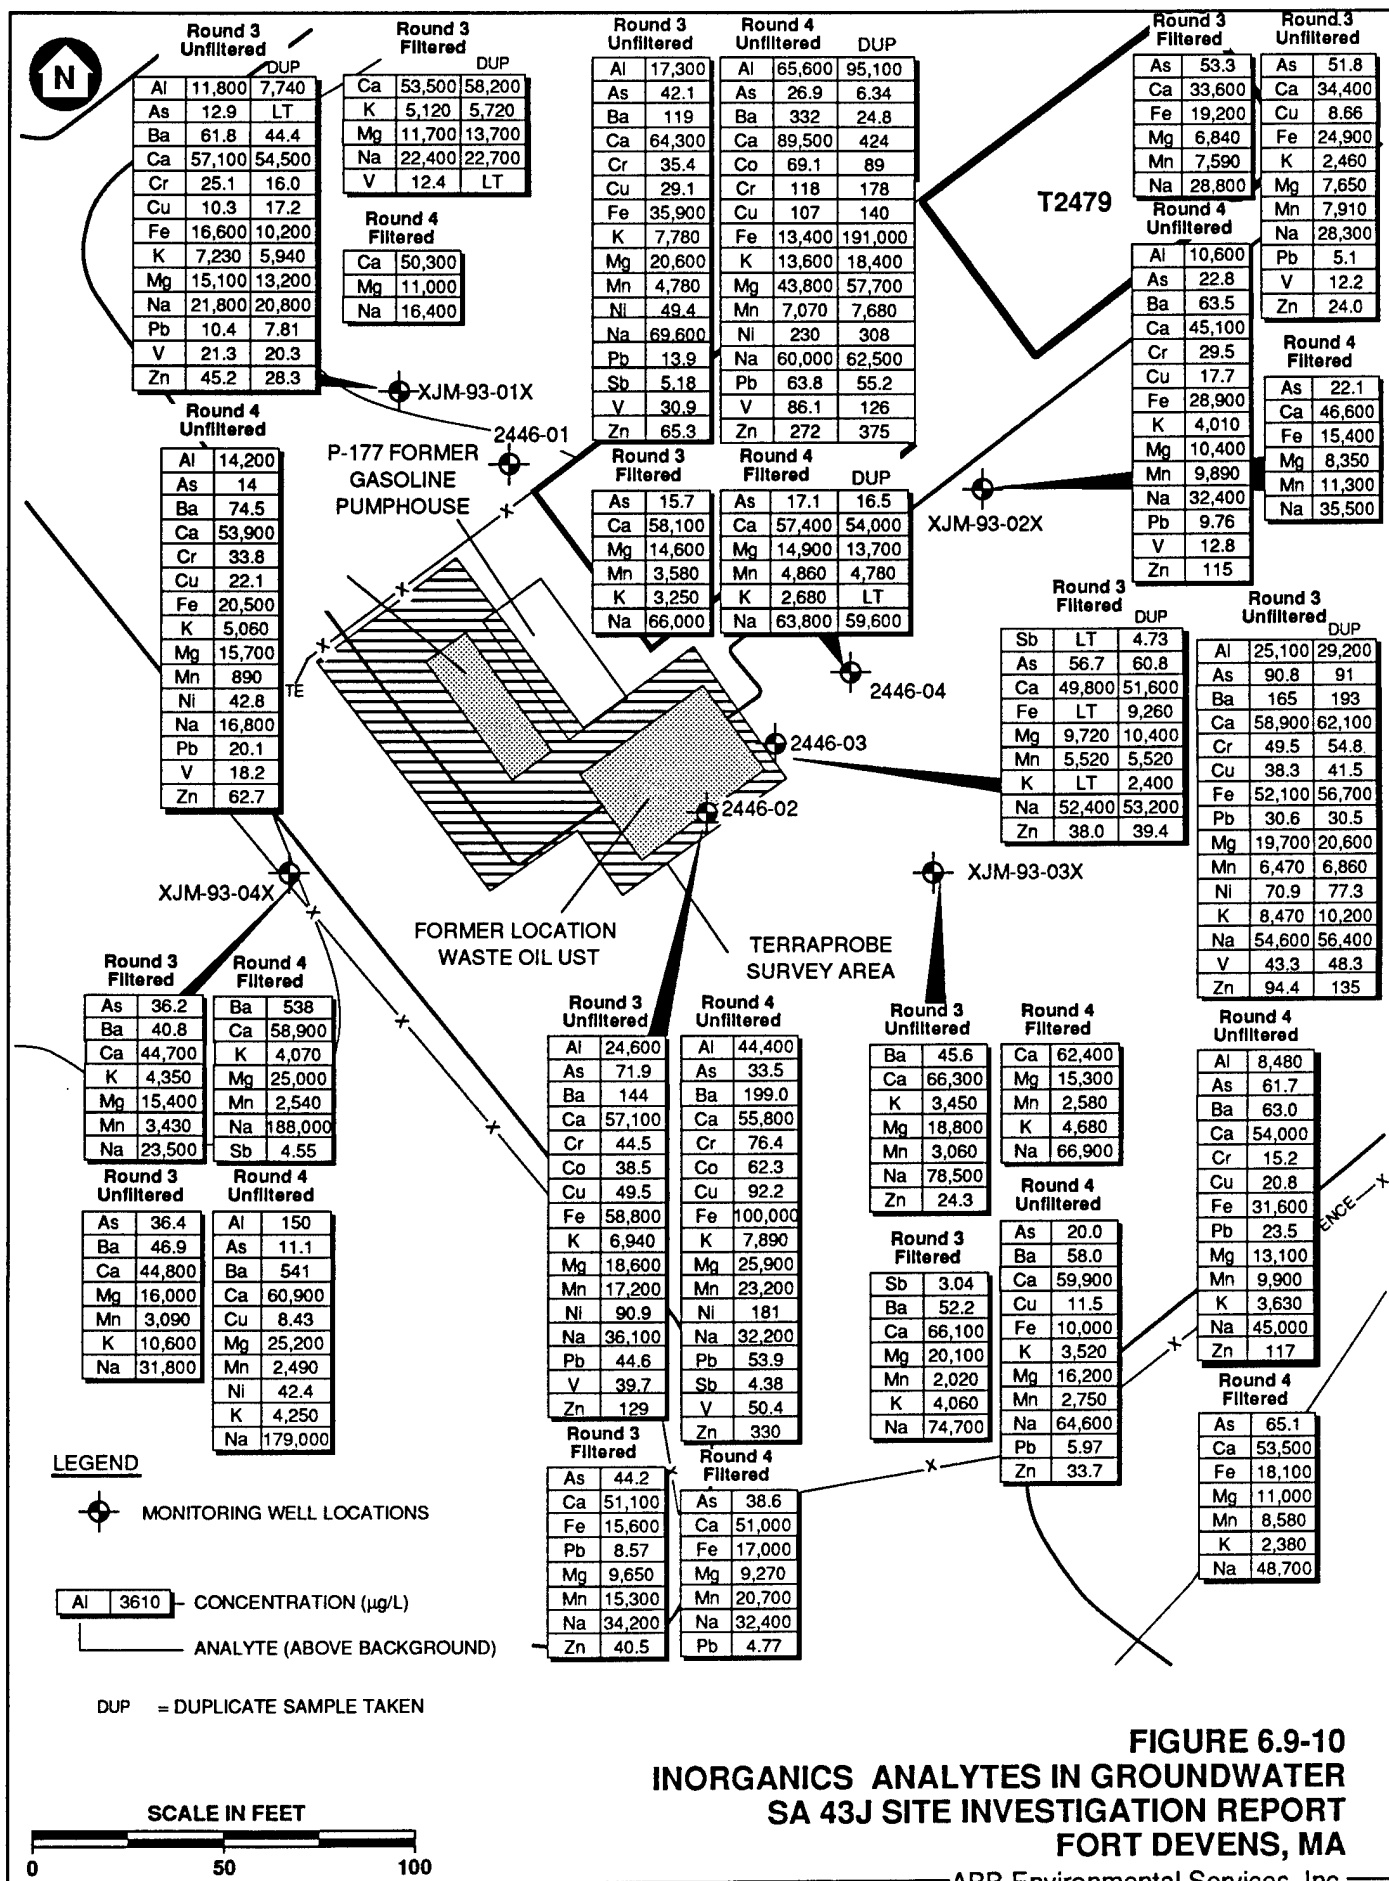 N
Round 3
Unfiltered
DUP
Al 11,800 7,740
As 12.9 LT
Ba 61.8 44.4
Ca 57,100 54,500
Cr 25.1 16.0
Cu 10.3 17.2
Fe 16,600 10,200
K 7,230 5,940
Mg 15,100 13,200
Na 21,800 20,800
Pb 10.4 7.81
V 21.3 20.3
Zn 45.2 28.3
Round 3
Filtered
DUP
Ca 53,500 58,200
K 5,120 5,720
Mg 11,700 13,700
Na 22,400 22,700
V 12.4 LT
Round 4
Filtered
Ca 50,300
Mg 11,000
Na 16,400
XJM-93-01X
Round 3
Unfiltered
Al 17,300
As 42.1
Ba 119
Ca 64,300
Cr 35.4
Cu 29.1
Fe 35,900
K 7,780
Mg 20,600
Mn 4,780
Ni 49.4
Na 69,600
Pb 13.9
Sb 5.18
V 30.9
Zn 65.3
Round 4
Unfiltered
DUP
Al 65,600 95,100
As 26.9 6.34
Ba 332 24.8
Ca 89,500 424
Co 69.1 89
Cr 118 178
Cu 107 140
Fe 13,400 191,000
K 13,600 18,400
Mg 43,800 57,700
Mn 7,070 7,680
Ni 230 308
Na 60,000 62,500
Pb 63.8 55.2
V 86.1 126
Zn 272 375
Round 3
Filtered
As 15.7
Ca 58,100
Mg 14,600
Mn 3,580
K 3,250
Na 66,000
Round 4
Filtered
DUP
As 17.1 16.5
Ca 57,400 54,000
Mg 14,900 13,700
Mn 4,860 4,780
K 2,680 LT
Na 63,800 59,600
2446-04
T2479
Round 3
Filtered
As 53.3
Ca 33,600
Fe 19,200
Mg 6,840
Mn 7,590
Na 28,800
Round.3
Unfiltered
As 51.8
Ca 34,400
Cu 8.66
Fe 24,900
K 2,460
Mg 7,650
Mn 7,910
Na 28,300
Pb 5.1
V 12.2
Zn 24.0
Round 4
Unfiltered
Al 10,600
As 22.8
Ba 63.5
Ca 45,100
Cr 29.5
Cu 17.7
Fe 28,900
K 4,010
Mg 10,400
Mn 9,890
Na 32,400
Pb 9.76
V 12.8
Zn 115
Round 4
Filtered
As 22.1
Ca 46,600
Fe 15,400
Mg 8,350
Mn 11,300
Na 35,500
XJM-93-02X
2446-01
P-177 FORMER
GASOLINE
PUMPHOUSE
X
X
X
TE
Round 4
Unfiltered
Al 14,200
As 14
Ba 74.5
Ca 53,900
Cr 33.8
Cu 22.1
Fe 20,500
K 5,060
Mg 15,700
Mn 890
Ni 42.8
Na 16,800
Pb 20.1
V 18.2
Zn 62.7
2446-03
2446-02
Round 3
Filtered
DUP
Sb LT 4.73
As 56.7 60.8
Ca 49,800 51,600
Fe LT 9,260
Mg 9,720 10,400
Mn 5,520 5,520
K LT 2,400
Na 52,400 53,200
Zn 38.0 39.4
Round 3
Unfiltered
DUP
Al 25,100 29,200
As 90.8 91
Ba 165 193
Ca 58,900 62,100
Cr 49.5 54.8
Cu 38.3 41.5
Fe 52,100 56,700
Pb 30.6 30.5
Mg 19,700 20,600
Mn 6,470 6,860
Ni 70.9 77.3
K 8,470 10,200
Na 54,600 56,400
V 43.3 48.3
Zn 94.4 135
XJM-93-04X
XJM-93-03X
FORMER LOCATION
WASTE OIL UST
TERRAPROBE
SURVEY AREA
X
X
X
Round 3
Filtered
As 36.2
Ba 40.8
Ca 44,700
K 4,350
Mg 15,400
Mn 3,430
Na 23,500
Round 4
Filtered
Ba 538
Ca 58,900
K 4,070
Mg 25,000
Mn 2,540
Na 188,000
Sb 4.55
Round 3
Unfiltered
As 36.4
Ba 46.9
Ca 44,800
Mg 16,000
Mn 3,090
K 10,600
Na 31,800
Round 4
Unfiltered
Al 150
As 11.1
Ba 541
Ca 60,900
Cu 8.43
Mg 25,200
Mn 2,490
Ni 42.4
K 4,250
Na 179,000
Round 3
Unfiltered
Al 24,600
As 71.9
Ba 144
Ca 57,100
Cr 44.5
Co 38.5
Cu 49.5
Fe 58,800
K 6,940
Mg 18,600
Mn 17,200
Ni 90.9
Na 36,100
Pb 44.6
V 39.7
Zn 129
Round 4
Unfiltered
Al 44,400
As 33.5
Ba 199.0
Ca 55,800
Cr 76.4
Co 62.3
Cu 92.2
Fe 100,000
K 7,890
Mg 25,900
Mn 23,200
Ni 181
Na 32,200
Pb 53.9
Sb 4.38
V 50.4
Zn 330
Round 3
Filtered
As 44.2
Ca 51,100
Fe 15,600
Pb 8.57
Mg 9,650
Mn 15,300
Na 34,200
Zn 40.5
Round 4
Filtered
As 38.6
Ca 51,000
Fe 17,000
Mg 9,270
Mn 20,700
Na 32,400
Pb 4.77
Round 3
Unfiltered
Ba 45.6
Ca 66,300
K 3,450
Mg 18,800
Mn 3,060
Na 78,500
Zn 24.3
Round 4
Filtered
Ca 62,400
Mg 15,300
Mn 2,580
K 4,680
Na 66,900
Round 3
Filtered
Sb 3.04
Ba 52.2
Ca 66,100
Mg 20,100
Mn 2,020
K 4,060
Na 74,700
Round 4
Unfiltered
As 20.0
Ba 58.0
Ca 59,900
Cu 11.5
Fe 10,000
K 3,520
Mg 16,200
Mn 2,750
Na 64,600
Pb 5.97
Zn 33.7
Round 4
Unfiltered
Al 8,480
As 61.7
Ba 63.0
Ca 54,000
Cr 15.2
Cu 20.8
Fe 31,600
Pb 23.5
Mg 13,100
Mn 9,900
K 3,630
Na 45,000
Zn 117
Round 4
Filtered
As 65.1
Ca 53,500
Fe 18,100
Mg 11,000
Mn 8,580
K 2,380
Na 48,700
ENCE X
X
X
X
LEGEND
MONITORING WELL LOCATIONS
Al 3610 CONCENTRATION (µg/L)
ANALYTE (ABOVE BACKGROUND)
DUP = DUPLICATE SAMPLE TAKEN
SCALE IN FEET
0 50 100
FIGURE 6.9-10
INORGANICS ANALYTES IN GROUNDWATER
SA 43J SITE INVESTIGATION REPORT
FORT DEVENS, MA
Environmental Services, Inc.